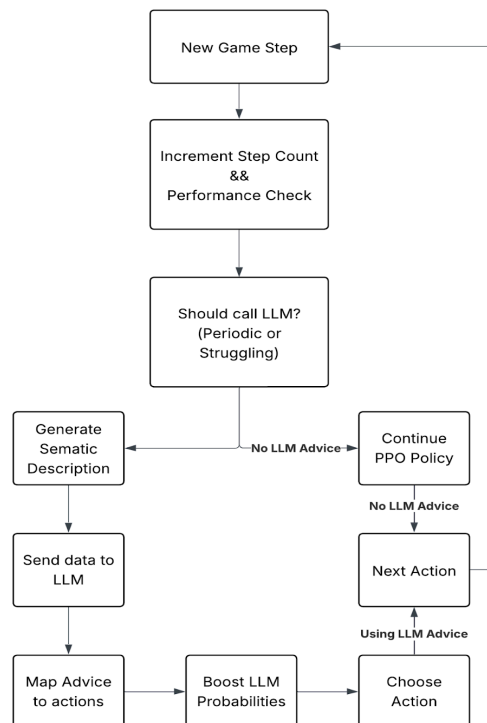 New Game Step
Increment Step Count
&&
Performance Check
Should call LLM?
(Periodic or
Struggling)
Generate
Sematic
Description
No LLM Advice
Continue
PPO Policy
No LLM Advice
Send data to
LLM
Next Action
Using LLM Advice
Map Advice
to actions
Boost LLM
Probabilities
Choose
Action